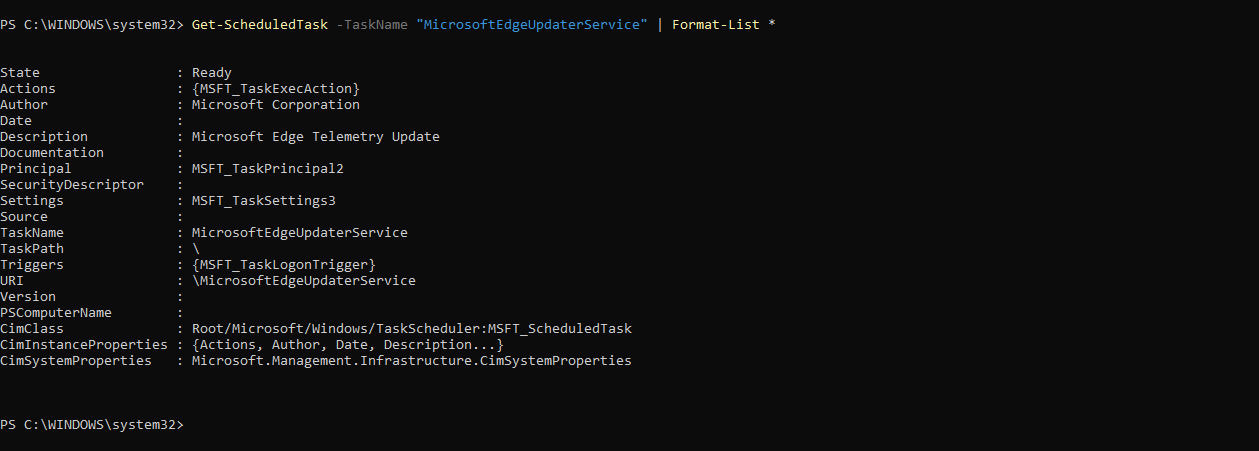 PS C:\WINDOWS\system32> Get-ScheduledTask -TaskName "MicrosoftEdgeUpdaterService" | Format-List *
State                 : Ready
Actions               : {MSFT_TaskExecAction}
Author                : Microsoft Corporation
Date                  :
Description           : Microsoft Edge Telemetry Update
Documentation         :
Principal             : MSFT_TaskPrincipal2
SecurityDescriptor    :
Settings              : MSFT_TaskSettings3
Source                :
TaskName              : MicrosoftEdgeUpdaterService
TaskPath              : \
Triggers              : {MSFT_TaskLogonTrigger}
URI                   : \MicrosoftEdgeUpdaterService
Version               :
PSComputerName        :
CimClass              : Root/Microsoft/Windows/TaskScheduler:MSFT_ScheduledTask
CimInstanceProperties : {Actions, Author, Date, Description...}
CimSystemProperties   : Microsoft.Management.Infrastructure.CimSystemProperties
PS C:\WINDOWS\system32>